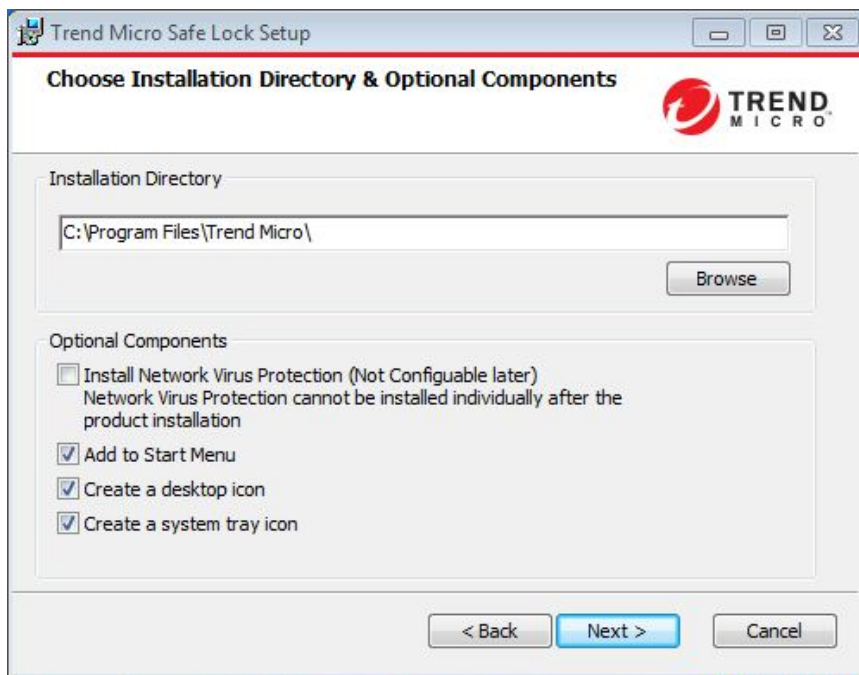 Trend Micro Safe Lock Setup
Choose Installation Directory & Optional Components
TREND
MICRO™
Installation Directory
C:\Program Files\Trend Micro\
Browse
Optional Components
Install Network Virus Protection (Not Configuable later)
Network Virus Protection cannot be installed individually after the
product installation
Add to Start Menu
Create a desktop icon
Create a system tray icon
< Back
Next >
Cancel